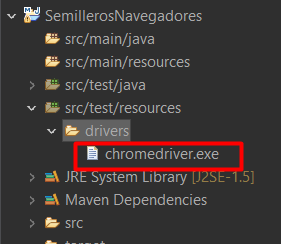 SemillerosNavegadores
src/main/java
src/main/resources
src/test/java
src/test/resources
drivers
chromedriver.exe
JRE System Library [J2SE-1.5]
Maven Dependencies
src
target